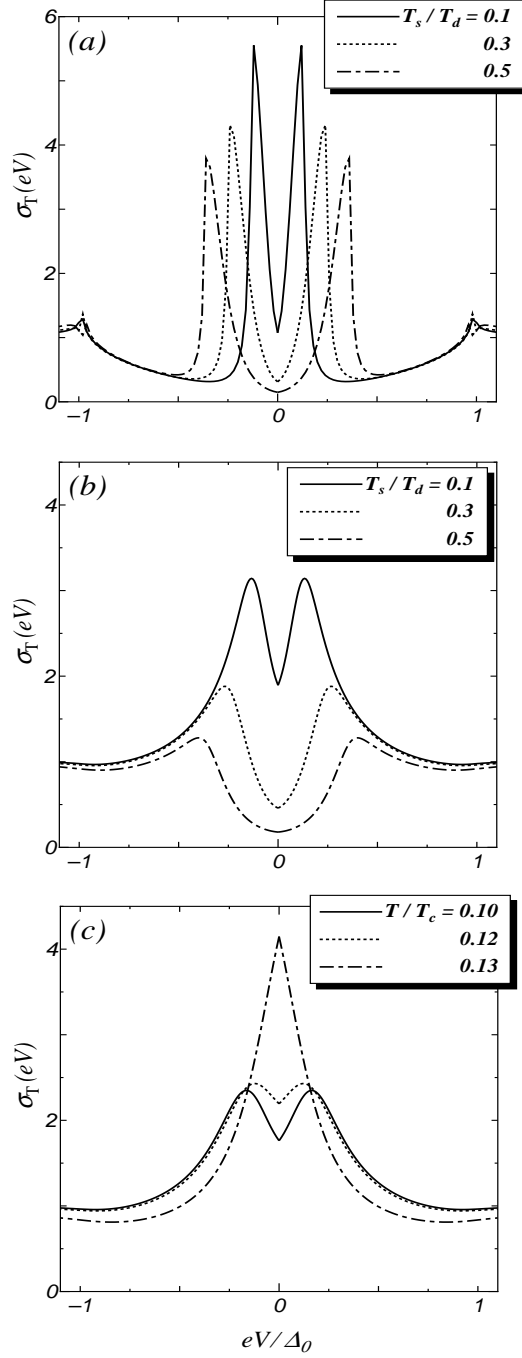 (a)
T_s / T_d = 0.1
0.3
0.5
6
4
2
0
σ_T(eV)
−1
0
1
(b)
T_s / T_d = 0.1
0.3
0.5
4
2
0
σ_T(eV)
−1
0
1
(c)
T / T_c = 0.10
0.12
0.13
4
2
0
σ_T(eV)
−1
0
1
eV/Δ_0